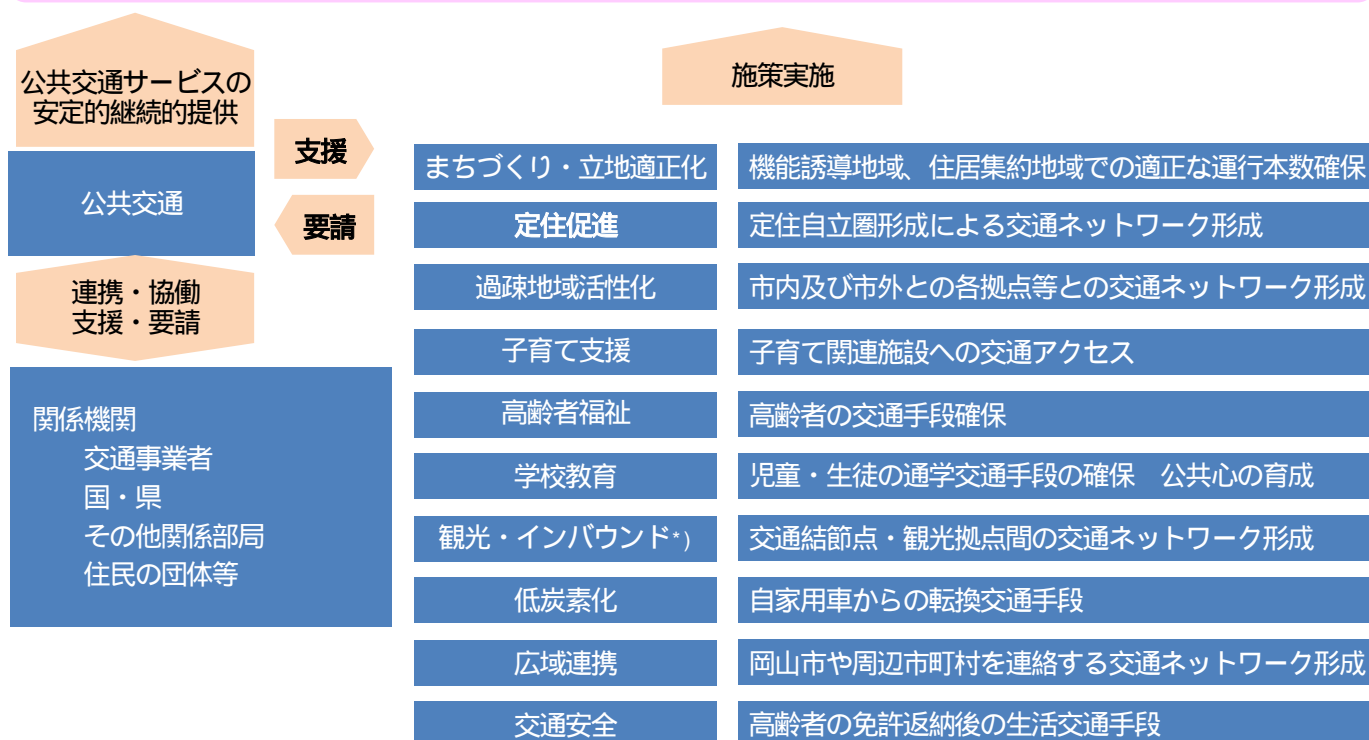 公共交通サービスの
安定的継続的提供
施策実施
支援
公共交通
要請
連携・協働
支援・要請
関係機関
交通事業者
国・県
その他関係部局
住民の団体等
まちづくり・立地適正化 機能誘導地域、住居集約地域での適正な運行本数確保
定住促進 定住自立圏形成による交通ネットワーク形成
過疎地域活性化 市内及び市外との各拠点等との交通ネットワーク形成
子育て支援 子育て関連施設への交通アクセス
高齢者福祉 高齢者の交通手段確保
学校教育 児童・生徒の通学交通手段の確保　公共心の育成
観光・インバウンド*) 交通結節点・観光拠点間の交通ネットワーク形成
低炭素化 自家用車からの転換交通手段
広域連携 岡山市や周辺市町村を連絡する交通ネットワーク形成
交通安全 高齢者の免許返納後の生活交通手段